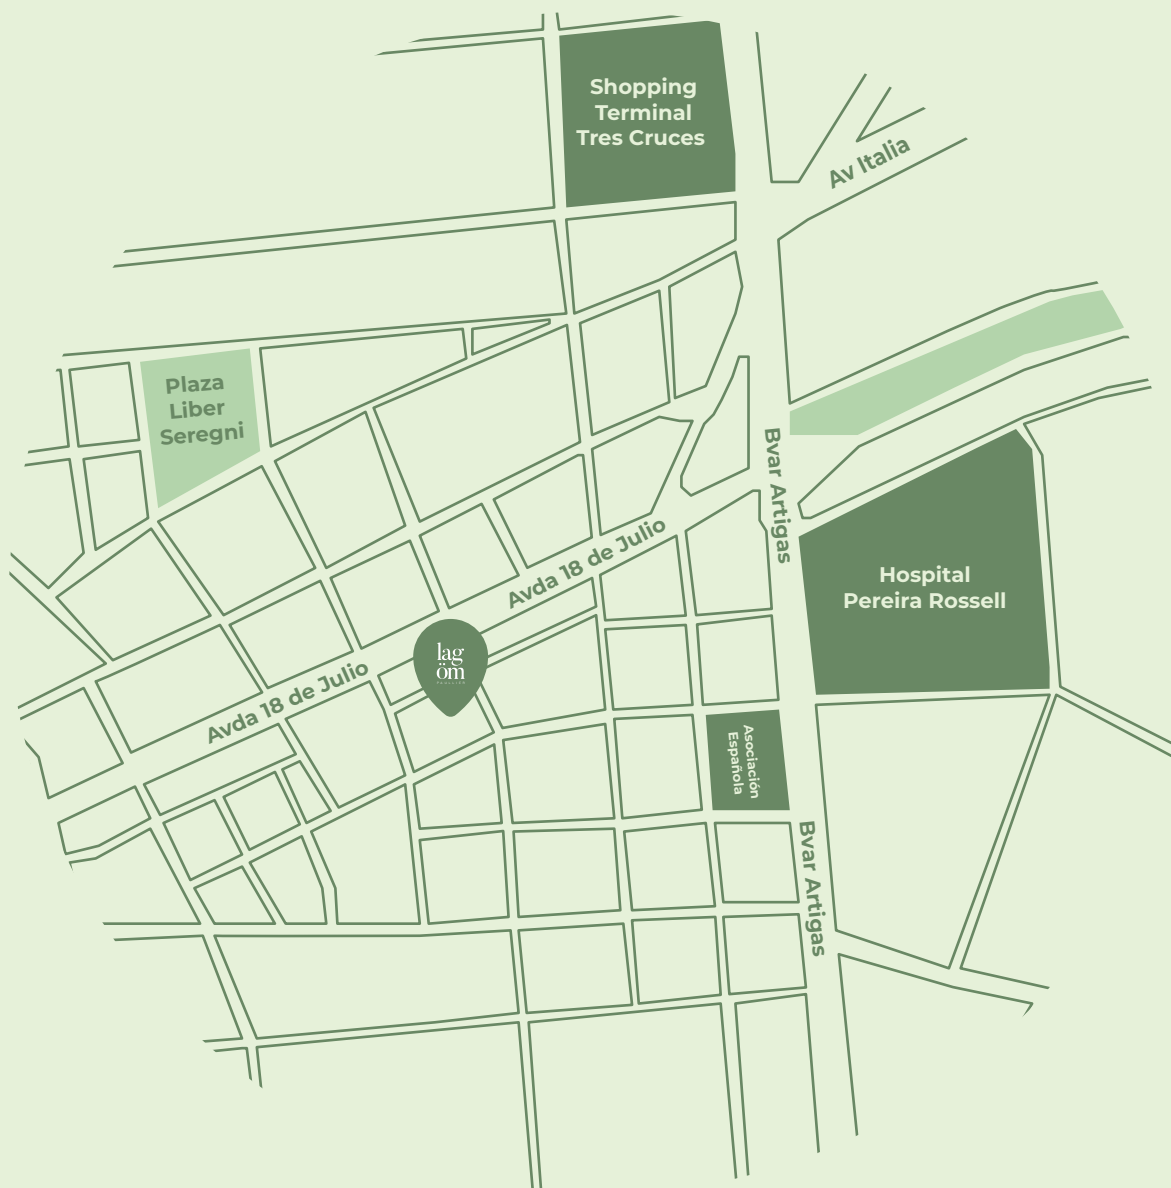 Shopping
Terminal
Tres Cruces
Av Italia
Plaza
Liber
Seregni
Bvar Artigas
Avda 18 de Julio
Hospital
Pereira Rossell
lag
öm
Avda 18 de Julio
Asociación
Española
Bvar Artigas